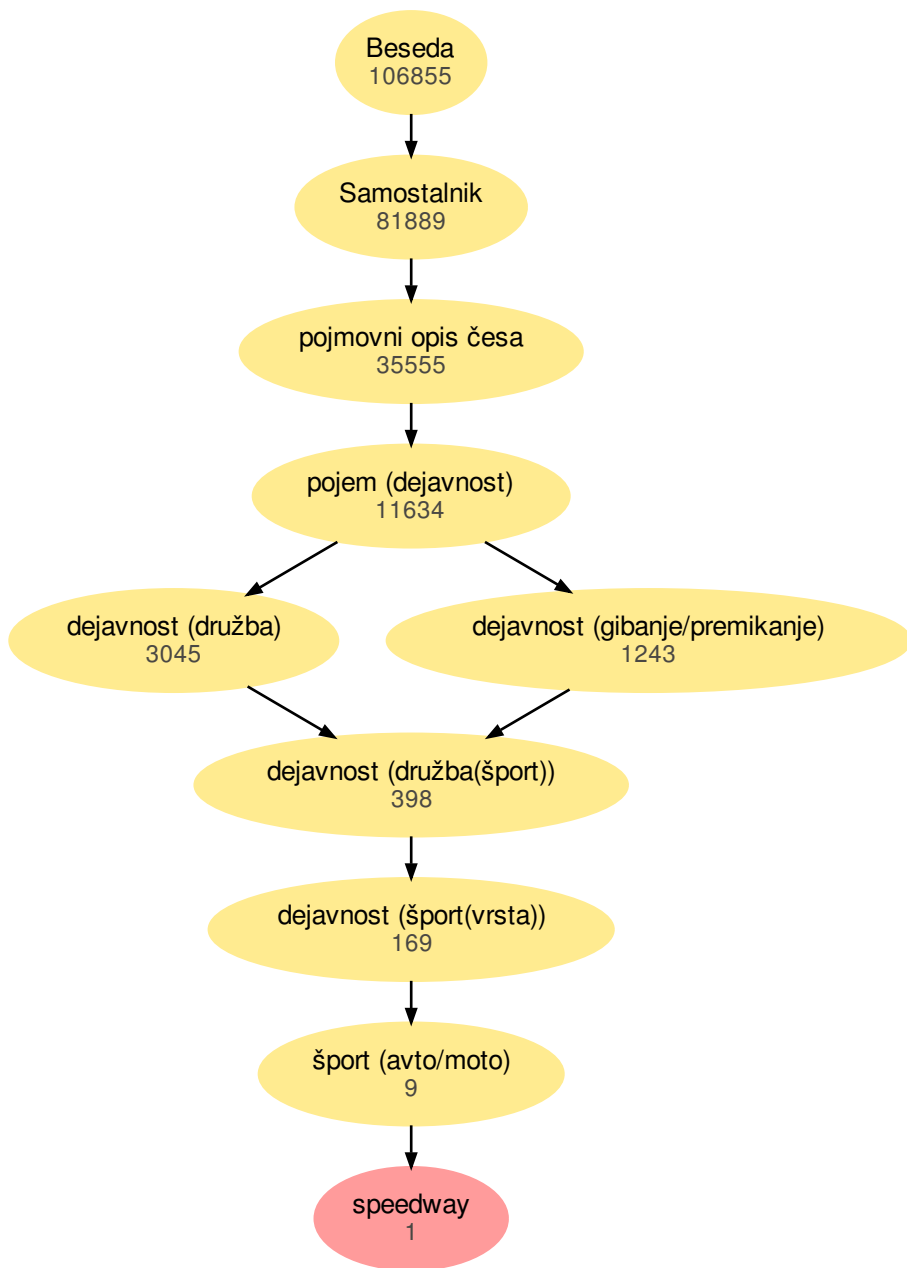 Beseda
106855
Samostalnik
81889
pojmovni opis česa
35555
pojem (dejavnost)
11634
dejavnost (družba)
3045
dejavnost (gibanje/premikanje)
1243
dejavnost (družba(šport))
398
dejavnost (šport(vrsta))
169
šport (avto/moto)
9
speedway
1